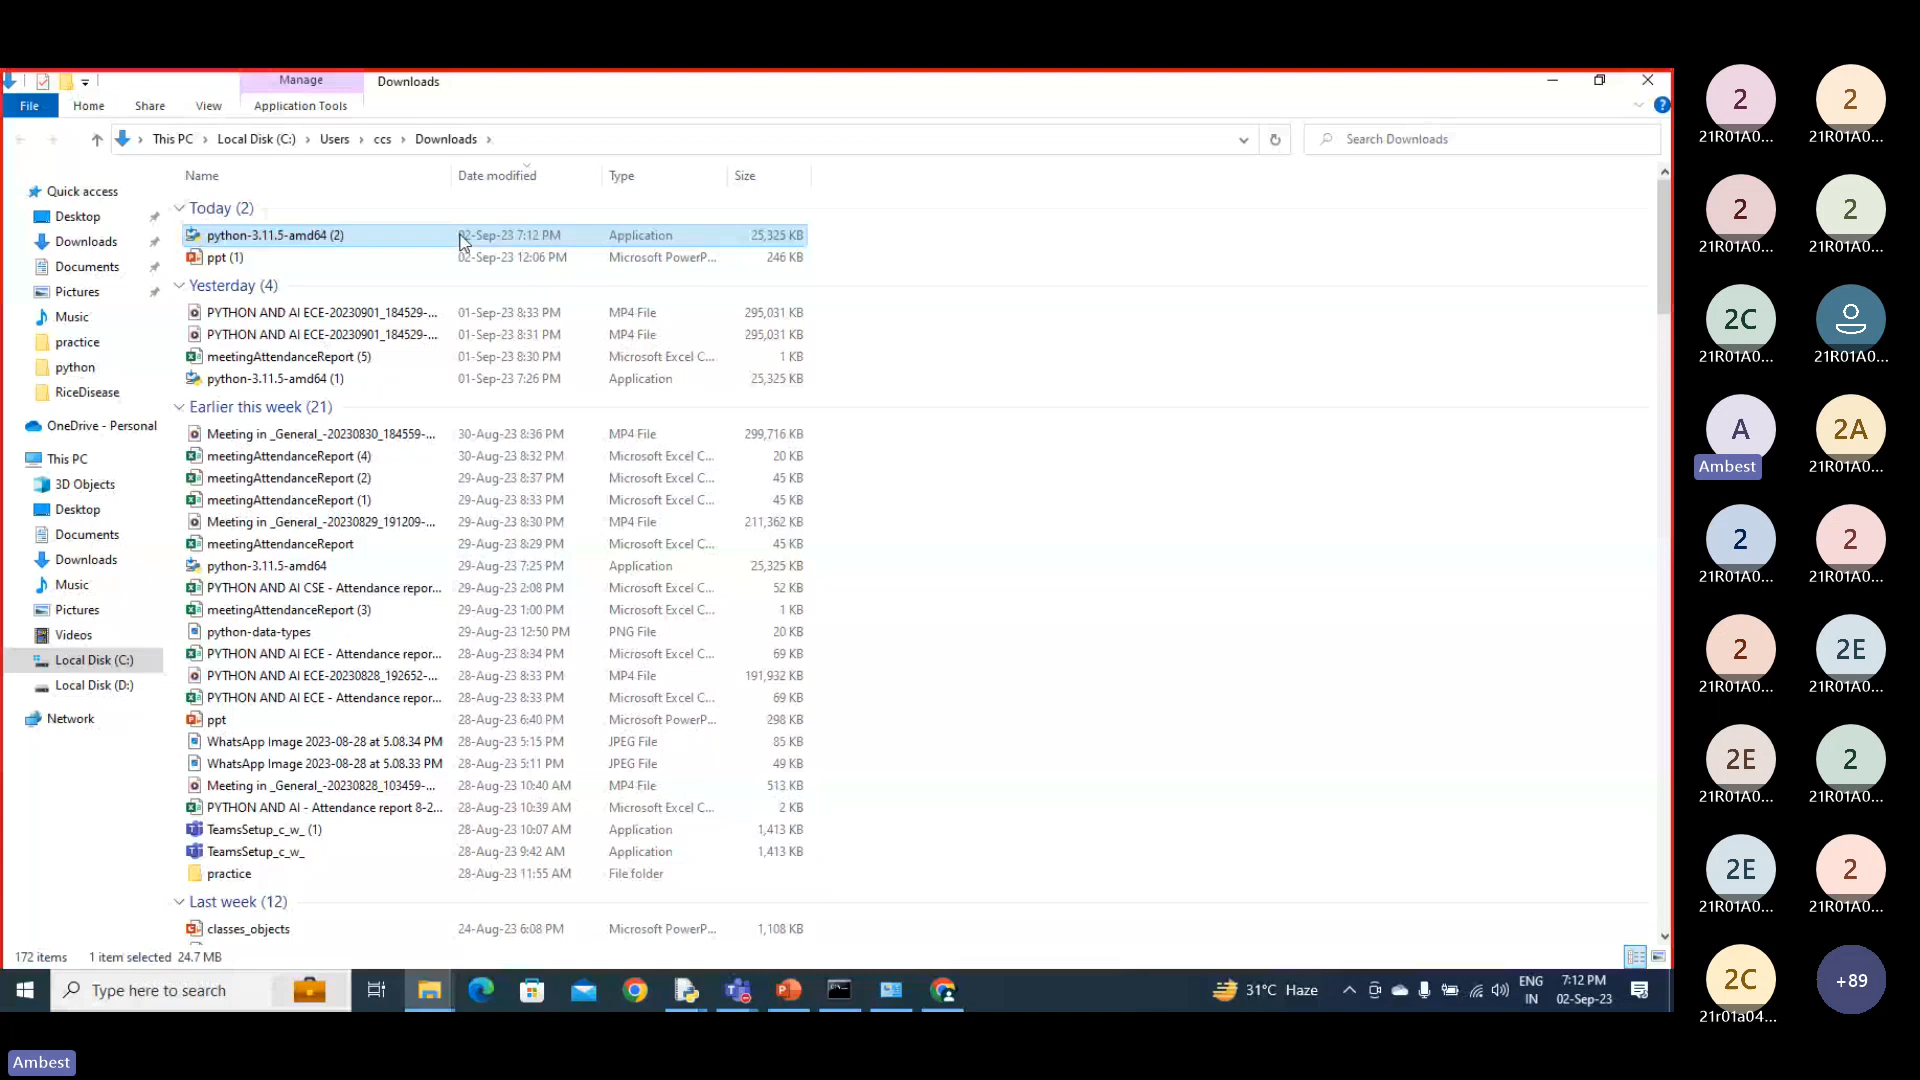 Manage
Downloads
File
Home
Share
View
Application Tools
This PC > Local Disk (C:) > Users > ccs > Downloads >
Search Downloads
Name
Date modified
Type
Size
Quick access
Desktop
Downloads
Documents
Pictures
Music
practice
python
RiceDisease
OneDrive - Personal
This PC
3D Objects
Desktop
Documents
Downloads
Music
Pictures
Videos
Local Disk (C:)
Local Disk (D:)
Network
Today (2)
python-3.11.5-amd64 (2) 02-Sep-23 7:12 PM Application 25,325 KB
ppt (1) 02-Sep-23 12:06 PM Microsoft PowerP... 246 KB
Yesterday (4)
PYTHON AND AI ECE-20230901_184529-... 01-Sep-23 8:33 PM MP4 File 295,031 KB
PYTHON AND AI ECE-20230901_184529-... 01-Sep-23 8:31 PM MP4 File 295,031 KB
meetingAttendanceReport (5) 01-Sep-23 8:30 PM Microsoft Excel C... 1 KB
python-3.11.5-amd64 (1) 01-Sep-23 7:26 PM Application 25,325 KB
Earlier this week (21)
Meeting in _General_-20230830_184559-... 30-Aug-23 8:36 PM MP4 File 299,716 KB
meetingAttendanceReport (4) 30-Aug-23 8:32 PM Microsoft Excel C... 20 KB
meetingAttendanceReport (2) 29-Aug-23 8:37 PM Microsoft Excel C... 45 KB
meetingAttendanceReport (1) 29-Aug-23 8:33 PM Microsoft Excel C... 45 KB
Meeting in _General_-20230829_191209-... 29-Aug-23 8:30 PM MP4 File 211,362 KB
meetingAttendanceReport 29-Aug-23 8:29 PM Microsoft Excel C... 45 KB
python-3.11.5-amd64 29-Aug-23 7:25 PM Application 25,325 KB
PYTHON AND AI CSE - Attendance repor... 29-Aug-23 2:08 PM Microsoft Excel C... 52 KB
meetingAttendanceReport (3) 29-Aug-23 1:00 PM Microsoft Excel C... 1 KB
python-data-types 29-Aug-23 12:50 PM PNG File 20 KB
PYTHON AND AI ECE - Attendance repor... 28-Aug-23 8:34 PM Microsoft Excel C... 69 KB
PYTHON AND AI ECE-20230828_192652-... 28-Aug-23 8:33 PM MP4 File 191,932 KB
PYTHON AND AI ECE - Attendance repor... 28-Aug-23 8:33 PM Microsoft Excel C... 69 KB
ppt 28-Aug-23 6:40 PM Microsoft PowerP... 298 KB
WhatsApp Image 2023-08-28 at 5.08.34 PM 28-Aug-23 5:15 PM JPEG File 85 KB
WhatsApp Image 2023-08-28 at 5.08.33 PM 28-Aug-23 5:11 PM JPEG File 49 KB
Meeting in _General_-20230828_103459-... 28-Aug-23 10:40 AM MP4 File 513 KB
PYTHON AND AI - Attendance report 8-2... 28-Aug-23 10:39 AM Microsoft Excel C... 2 KB
TeamsSetup_c_w_ (1) 28-Aug-23 10:07 AM Application 1,413 KB
TeamsSetup_c_w_ 28-Aug-23 9:42 AM Application 1,413 KB
practice 28-Aug-23 11:55 AM File folder
Last week (12)
classes_objects 24-Aug-23 6:08 PM Microsoft PowerP... 1,108 KB
172 items 1 item selected 24.7 MB
Type here to search
31°C Haze
ENG
IN
7:12 PM
02-Sep-23
Ambest
2 2
21R01A0... 21R01A0...
2 2
21R01A0... 21R01A0...
2C
21R01A0... 21R01A0...
A 2A
Ambest 21R01A0...
2 2
21R01A0... 21R01A0...
2 2E
21R01A0... 21R01A0...
2E 2
21R01A0... 21R01A0...
2E 2
21R01A0... 21R01A0...
2C +89
21r01a04...